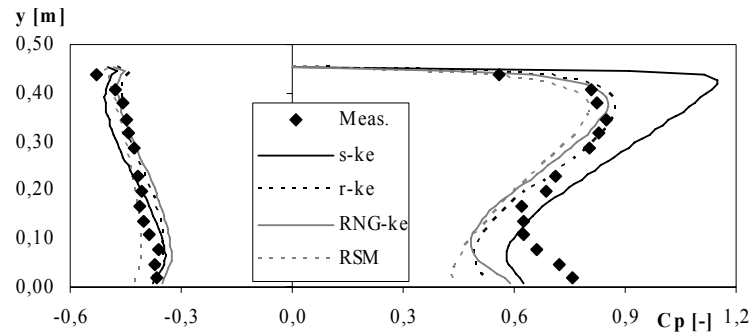 y [m]
0,50
0,40
0,30
0,20
0,10
0,00
Meas.
s-ke
r-ke
RNG-ke
RSM
-0,6
-0,3
0,0
0,3
0,6
0,9
1,2
Cp [-]